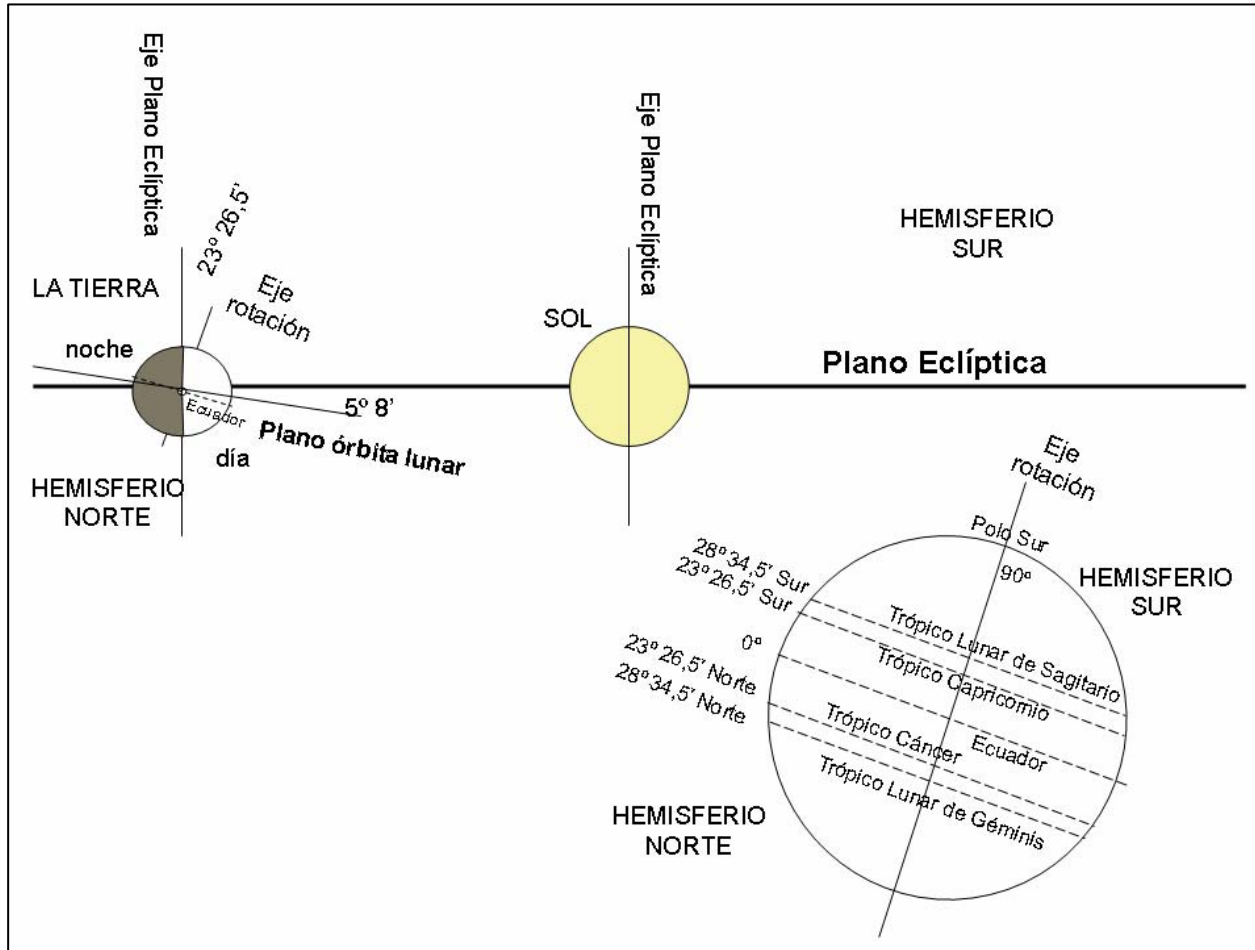 Eje Plano Eclíptica
Eje Plano Eclíptica
23º 26,5'
HEMISFERIO
SUR
LA TIERRA
Eje
rotación
SOL
noche
Plano Eclíptica
5º 8'
Ecuador
Plano órbita lunar
día
HEMISFERIO
NORTE
Eje
rotación
Polo Sur
90º
HEMISFERIO
SUR
28º 34,5' Sur
23º 26,5' Sur
0º
23º 26,5' Norte
28º 34,5' Norte
Trópico Lunar de Sagitario
Trópico Capricornio
Ecuador
Trópico Cáncer
Trópico Lunar de Géminis
HEMISFERIO
NORTE